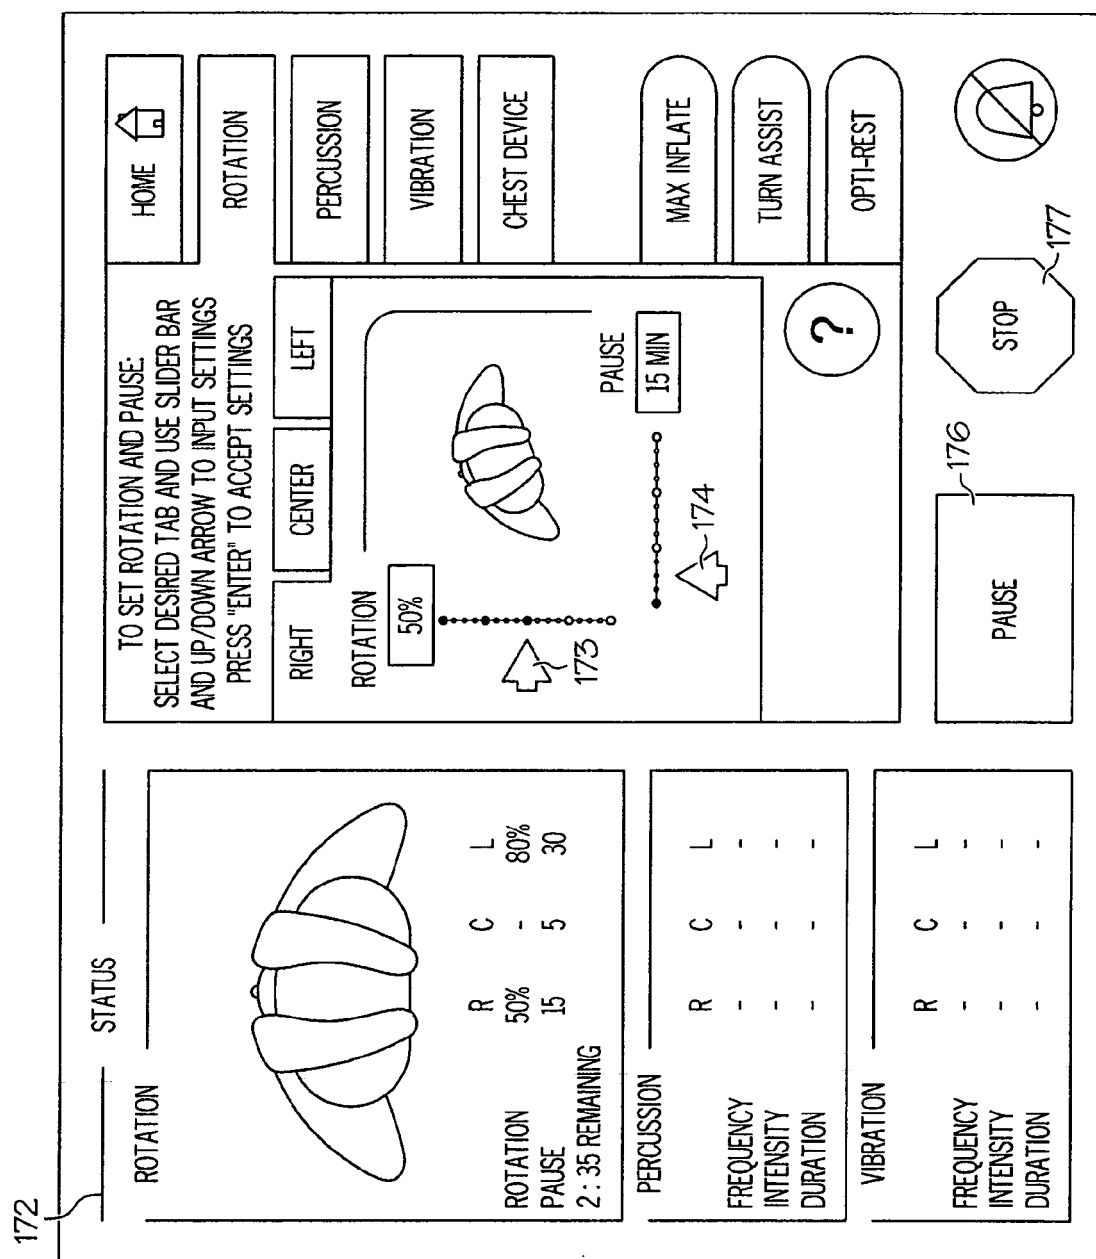 172
STATUS
ROTATION
R C L
ROTATION 50% - 80%
PAUSE 15 5 30
2 : 35 REMAINING
PERCUSSION
R C L
FREQUENCY - - -
INTENSITY - - -
DURATION - - -
VIBRATION
R C L
FREQUENCY - - -
INTENSITY - - -
DURATION - - -
TO SET ROTATION AND PAUSE:
SELECT DESIRED TAB AND USE SLIDER BAR
AND UP/DOWN ARROW TO INPUT SETTINGS
PRESS "ENTER" TO ACCEPT SETTINGS
RIGHT CENTER LEFT
ROTATION
50%
173
174
PAUSE
15 MIN
?
HOME
ROTATION
PERCUSSION
VIBRATION
CHEST DEVICE
MAX INFLATE
TURN ASSIST
OPTI-REST
PAUSE
176
STOP
177